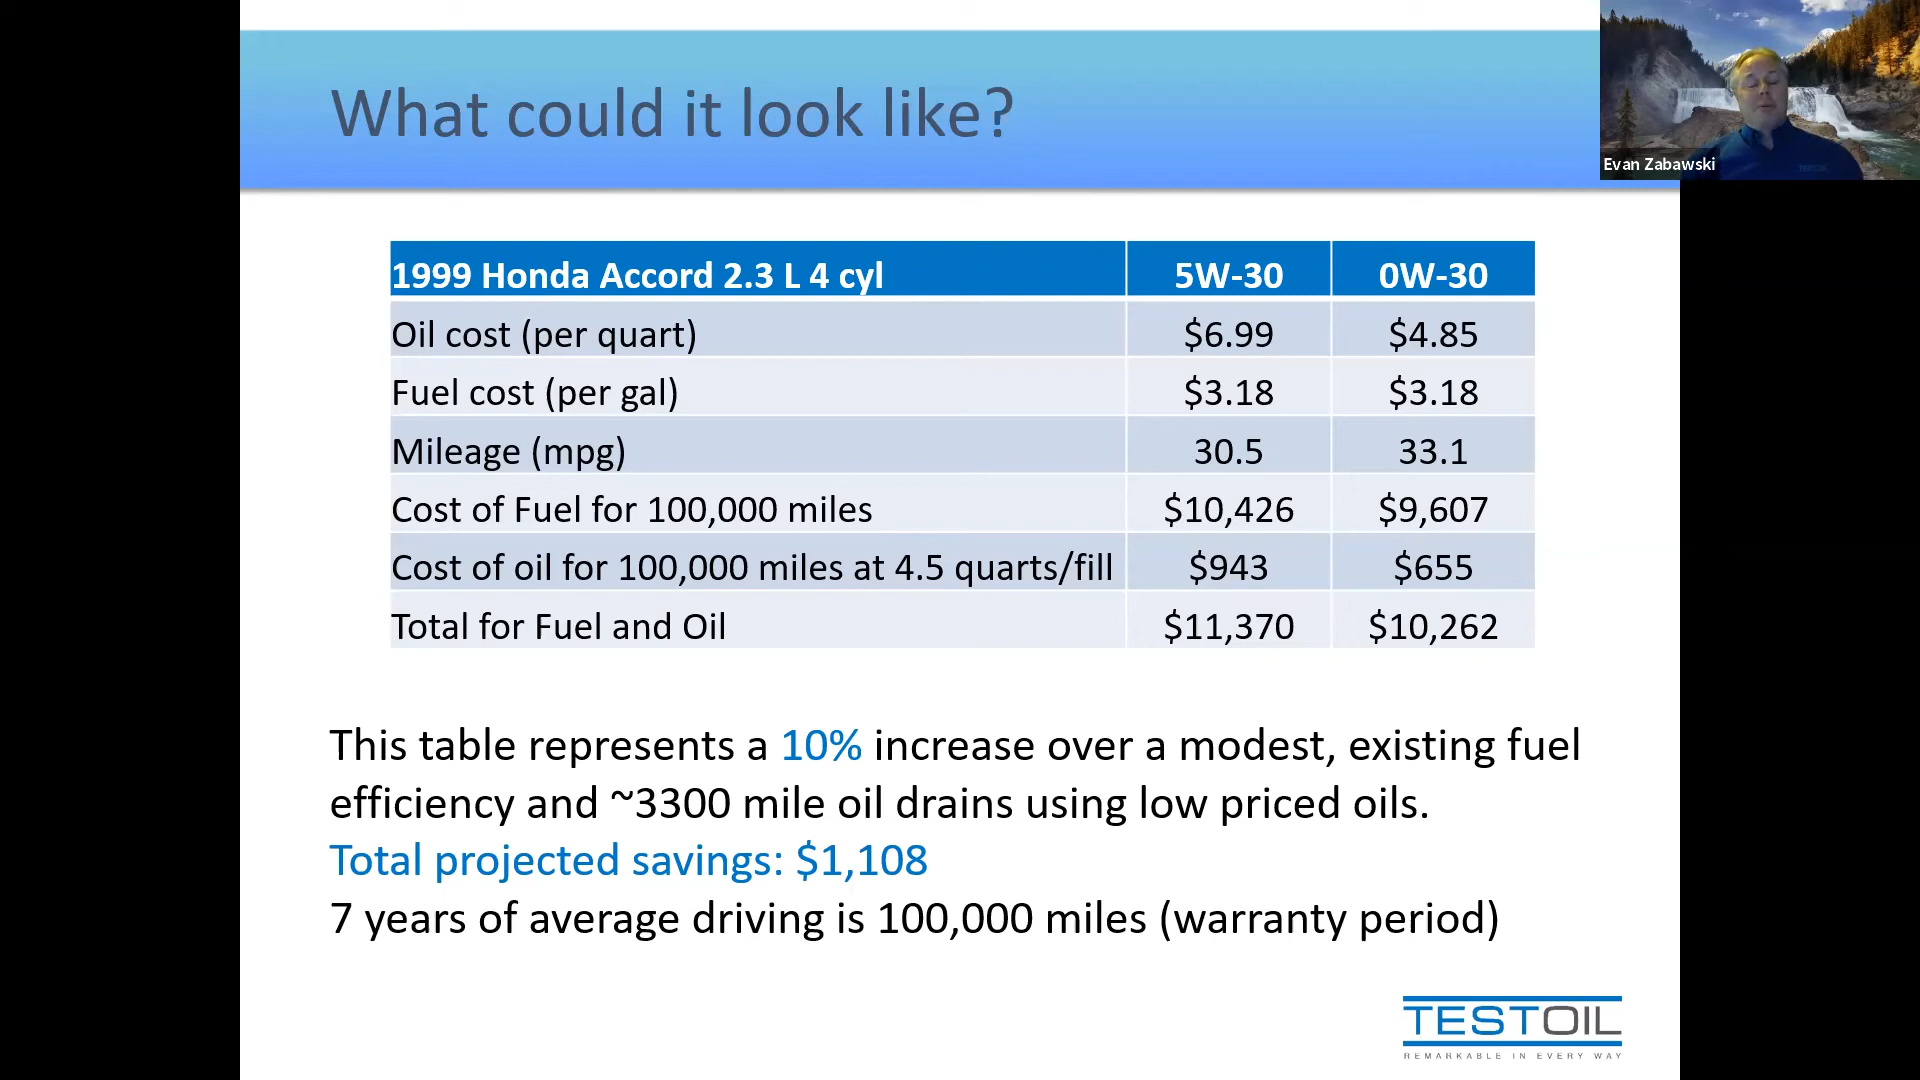 What could it look like?
Evan Zabawski
1999 Honda Accord 2.3 L 4 cyl 5W-30 0W-30
Oil cost (per quart) $6.99 $4.85
Fuel cost (per gal) $3.18 $3.18
Mileage (mpg) 30.5 33.1
Cost of Fuel for 100,000 miles $10,426 $9,607
Cost of oil for 100,000 miles at 4.5 quarts/fill $943 $655
Total for Fuel and Oil $11,370 $10,262
This table represents a 10% increase over a modest, existing fuel
efficiency and ~3300 mile oil drains using low priced oils.
Total projected savings: $1,108
7 years of average driving is 100,000 miles (warranty period)
TESTOIL
REMARKABLE IN EVERY WAY